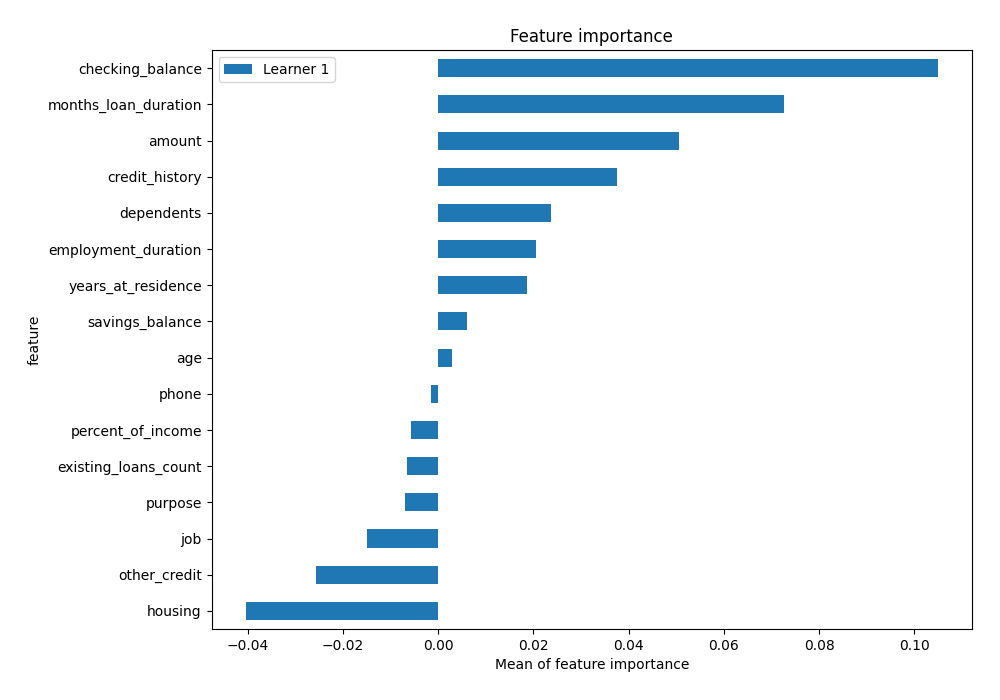 Feature importance
Learner 1
checking_balance
months_loan_duration
amount
credit_history
dependents
employment_duration
years_at_residence
savings_balance
age
phone
percent_of_income
existing_loans_count
purpose
job
other_credit
housing
feature
−0.04 −0.02 0.00 0.02 0.04 0.06 0.08 0.10
Mean of feature importance